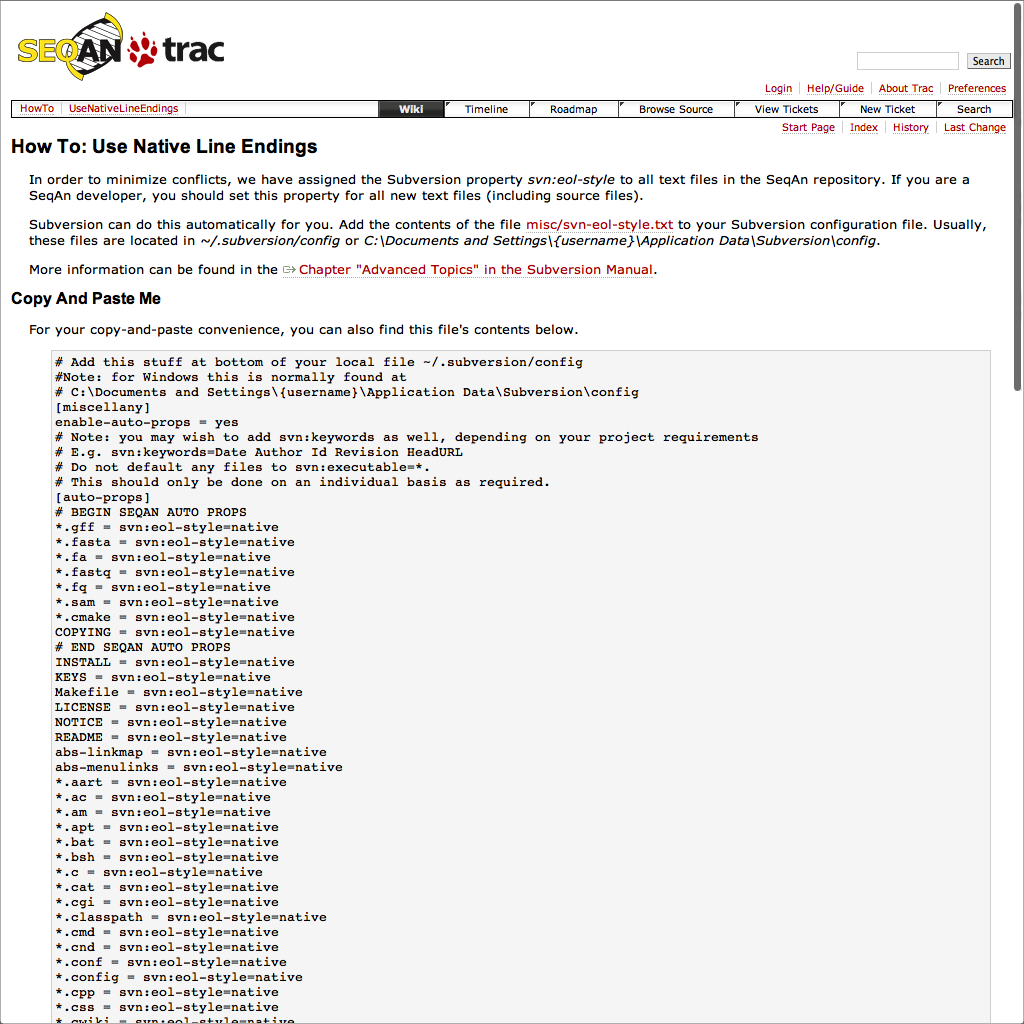 SEQAN trac
Search
Login Help/Guide About Trac Preferences
HowTo UseNativeLineEndings Wiki Timeline Roadmap Browse Source View Tickets New Ticket Search
Start Page Index History Last Change
How To: Use Native Line Endings
In order to minimize conflicts, we have assigned the Subversion property svn:eol-style to all text files in the SeqAn repository. If you are a
SeqAn developer, you should set this property for all new text files (including source files).
Subversion can do this automatically for you. Add the contents of the file misc/svn-eol-style.txt to your Subversion configuration file. Usually,
these files are located in ~/.subversion/config or C:\Documents and Settings\{username}\Application Data\Subversion\config.
More information can be found in the Chapter "Advanced Topics" in the Subversion Manual.
Copy And Paste Me
For your copy-and-paste convenience, you can also find this file's contents below.
# Add this stuff at bottom of your local file ~/.subversion/config
#Note: for Windows this is normally found at
# C:\Documents and Settings\{username}\Application Data\Subversion\config
[miscellany]
enable-auto-props = yes
# Note: you may wish to add svn:keywords as well, depending on your project requirements
# E.g. svn:keywords=Date Author Id Revision HeadURL
# Do not default any files to svn:executable=*.
# This should only be done on an individual basis as required.
[auto-props]
# BEGIN SEQAN AUTO PROPS
*.gff = svn:eol-style=native
*.fasta = svn:eol-style=native
*.fa = svn:eol-style=native
*.fastq = svn:eol-style=native
*.fq = svn:eol-style=native
*.sam = svn:eol-style=native
*.cmake = svn:eol-style=native
COPYING = svn:eol-style=native
# END SEQAN AUTO PROPS
INSTALL = svn:eol-style=native
KEYS = svn:eol-style=native
Makefile = svn:eol-style=native
LICENSE = svn:eol-style=native
NOTICE = svn:eol-style=native
README = svn:eol-style=native
abs-linkmap = svn:eol-style=native
abs-menulinks = svn:eol-style=native
*.aart = svn:eol-style=native
*.ac = svn:eol-style=native
*.am = svn:eol-style=native
*.apt = svn:eol-style=native
*.bat = svn:eol-style=native
*.bsh = svn:eol-style=native
*.c = svn:eol-style=native
*.cat = svn:eol-style=native
*.cgi = svn:eol-style=native
*.classpath = svn:eol-style=native
*.cmd = svn:eol-style=native
*.cnd = svn:eol-style=native
*.conf = svn:eol-style=native
*.config = svn:eol-style=native
*.cpp = svn:eol-style=native
*.css = svn:eol-style=native
*.cwiki = svn:eol-style=native